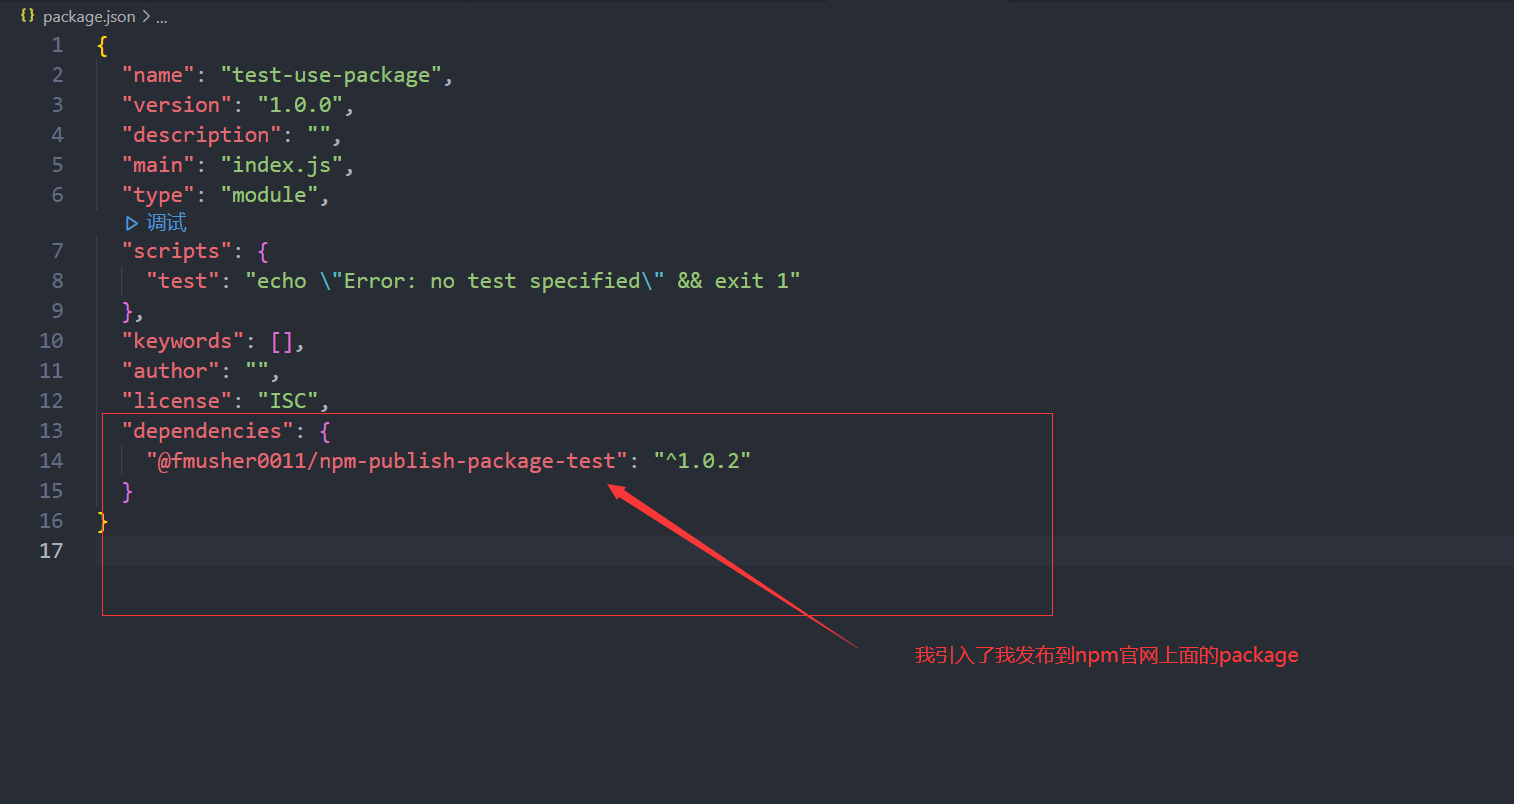 {} package.json > ...
1 {
2 "name": "test-use-package",
3 "version": "1.0.0",
4 "description": "",
5 "main": "index.js",
6 "type": "module",
调试
7 "scripts": {
8 "test": "echo \"Error: no test specified\" && exit 1"
9 },
10 "keywords": [],
11 "author": "",
12 "license": "ISC",
13 "dependencies": {
14 "@fmusher0011/npm-publish-package-test": "^1.0.2"
15 }
16 }
17
我引入了我发布到npm官网上面的package